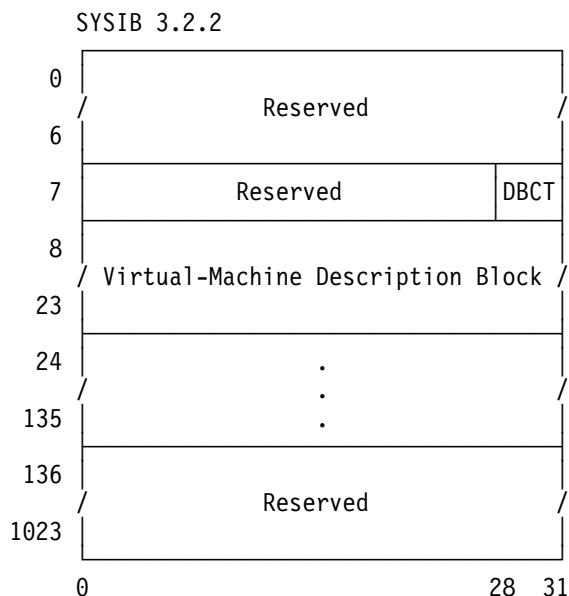 SYSIB 3.2.2
0
Reserved
6
7 Reserved DBCT
8
Virtual-Machine Description Block
23
24
.
.
135 .
136
Reserved
1023
0 28 31